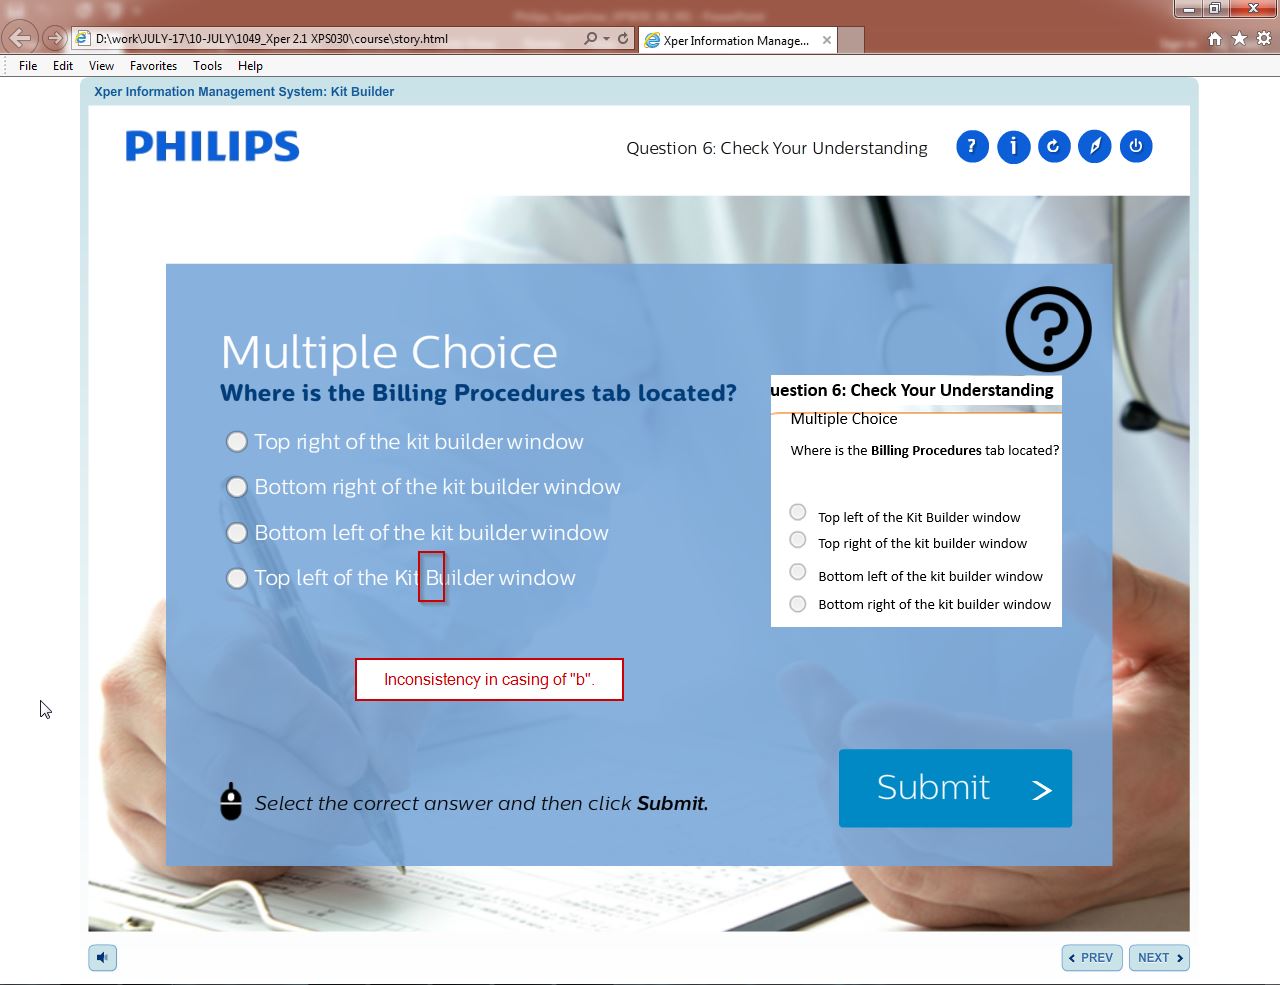 D:\work\JULY-17\10-JULY\1049_Xper 2.1 XPS030\course\story.html
Xper Information Manage...
File Edit View Favorites Tools Help
Xper Information Management System: Kit Builder
PHILIPS
Question 6: Check Your Understanding
Multiple Choice
Where is the Billing Procedures tab located?
Top right of the kit builder window
Bottom right of the kit builder window
Bottom left of the kit builder window
Top left of the Kit Builder window
uestion 6: Check Your Understanding
Multiple Choice
Where is the Billing Procedures tab located?
Top left of the Kit Builder window
Top right of the kit builder window
Bottom left of the kit builder window
Bottom right of the kit builder window
Inconsistency in casing of "b".
Select the correct answer and then click Submit.
Submit
PREV
NEXT